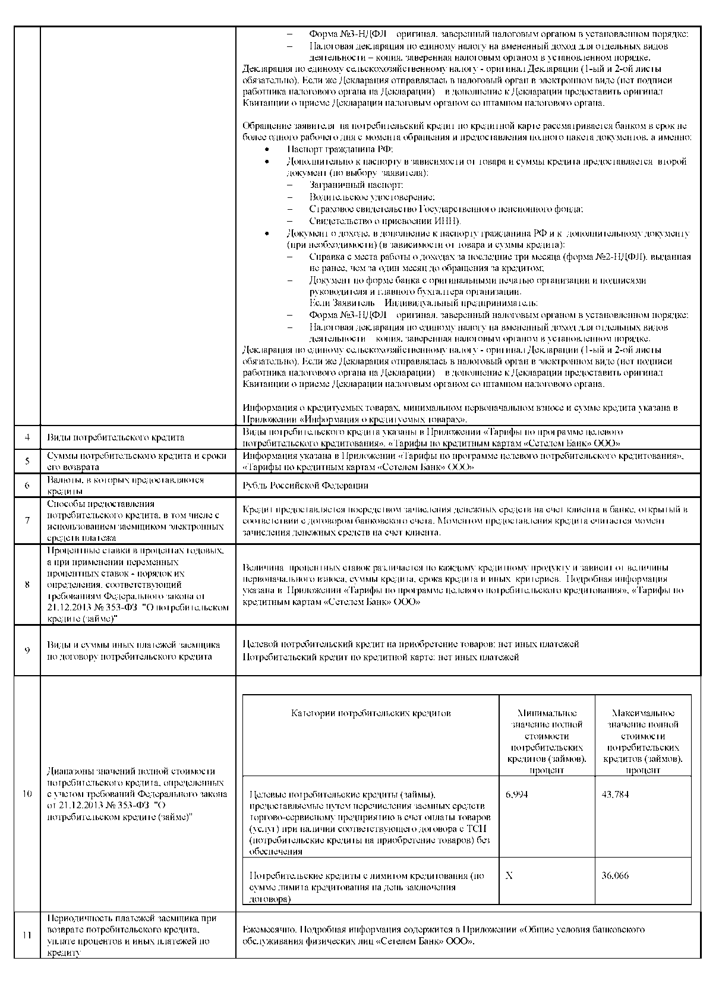 – Форма №3-НДФЛ – оригинал, заверенный налоговым органом в установленном порядке;
– Налоговая декларация по единому налогу на вмененный доход для отдельных видов
деятельности – копия, заверенная налоговым органом в установленном порядке.
Декларация по единому сельскохозяйственному налогу - оригинал Декларации (1-ый и 2-ой листы
обязательно). Если же Декларация отправлялась в налоговый орган в электронном виде (нет подписи
работника налогового органа на Декларации) – в дополнение к Декларации предоставить оригинал
Квитанции о приеме Декларации налоговым органом со штампом налогового органа.
Обращение заявителя на потребительский кредит по кредитной карте рассматривается банком в срок не
более одного рабочего дня с момента обращения и предоставления полного пакета документов, а именно:
• Паспорт гражданина РФ;
• Дополнительно к паспорту в зависимости от товара и суммы кредита предоставляется второй
документ (по выбору заявителя):
– Заграничный паспорт;
– Водительское удостоверение;
– Страховое свидетельство Государственного пенсионного фонда;
– Свидетельство о присвоении ИНН).
• Документ о доходе, в дополнение к паспорту гражданина РФ и к дополнительному документу
(при необходимости) (в зависимости от товара и суммы кредита):
– Справка с места работы о доходах за последние три месяца (форма №2-НДФЛ), выданная
не ранее, чем за один месяц до обращения за кредитом;
– Документ по форме банка с оригинальными печатью организации и подписями
руководителя и главного бухгалтера организации.
Если Заявитель – Индивидуальный предприниматель:
– Форма №3-НДФЛ – оригинал, заверенный налоговым органом в установленном порядке;
– Налоговая декларация по единому налогу на вмененный доход для отдельных видов
деятельности – копия, заверенная налоговым органом в установленном порядке.
Декларация по единому сельскохозяйственному налогу - оригинал Декларации (1-ый и 2-ой листы
обязательно). Если же Декларация отправлялась в налоговый орган в электронном виде (нет подписи
работника налогового органа на Декларации) – в дополнение к Декларации предоставить оригинал
Квитанции о приеме Декларации налоговым органом со штампом налогового органа.
Информация о кредитуемых товарах, минимальном первоначальном взносе и сумме кредита указана в
Приложении «Информация о кредитуемых товарах».
4
Виды потребительского кредита
Виды потребительского кредита указаны в Приложении «Тарифы по программе целевого
потребительского кредитования», «Тарифы по кредитным картам «Сетелем Банк» ООО»
5
Суммы потребительского кредита и сроки
его возврата
Информация указана в Приложении «Тарифы по программе целевого потребительского кредитования»,
«Тарифы по кредитным картам «Сетелем Банк» ООО»
6
Валюты, в которых предоставляются
кредиты
Рубль Российской Федерации
7
Способы предоставления
потребительского кредита, в том числе с
использованием заемщиком электронных
средств платежа
Кредит предоставляется посредством зачисления денежных средств на счет клиента в банке, открытый в
соответствии с договором банковского счета. Моментом предоставления кредита считается момент
зачисления денежных средств на счет клиента.
8
Процентные ставки в процентах годовых,
а при применении переменных
процентных ставок - порядок их
определения, соответствующий
требованиям Федерального закона от
21.12.2013 № 353-ФЗ "О потребительском
кредите (займе)"
Величина процентных ставок различается по каждому кредитному продукту и зависит от величины
первоначального взноса, суммы кредита, срока кредита и иных критериев. Подробная информация
указана в Приложении «Тарифы по программе целевого потребительского кредитования», «Тарифы по
кредитным картам «Сетелем Банк» ООО»
9
Виды и суммы иных платежей заемщика
по договору потребительского кредита
Целевой потребительский кредит на приобретение товаров: нет иных платежей
Потребительский кредит по кредитной карте: нет иных платежей
10
Диапазоны значений полной стоимости
потребительского кредита, определенных
с учетом требований Федерального закона
от 21.12.2013 № 353-ФЗ "О
потребительском кредите (займе)"
Категории потребительских кредитов
Минимальное
значение полной
стоимости
потребительских
кредитов (займов),
процент
Максимальное
значение полной
стоимости
потребительских
кредитов (займов),
процент
Целевые потребительские кредиты (займы),
предоставляемые путем перечисления заемных средств
торгово-сервисному предприятию в счет оплаты товаров
(услуг) при наличии соответствующего договора с ТСП
(потребительские кредиты на приобретение товаров) без
обеспечения
6,994
43,784
Потребительские кредиты с лимитом кредитования (по
сумме лимита кредитования на день заключения
договора)
X
36,066
11
Периодичность платежей заемщика при
возврате потребительского кредита,
уплате процентов и иных платежей по
кредиту
Ежемесячно. Подробная информация содержится в Приложении «Общие условия банковского
обслуживания физических лиц «Сетелем Банк» ООО».